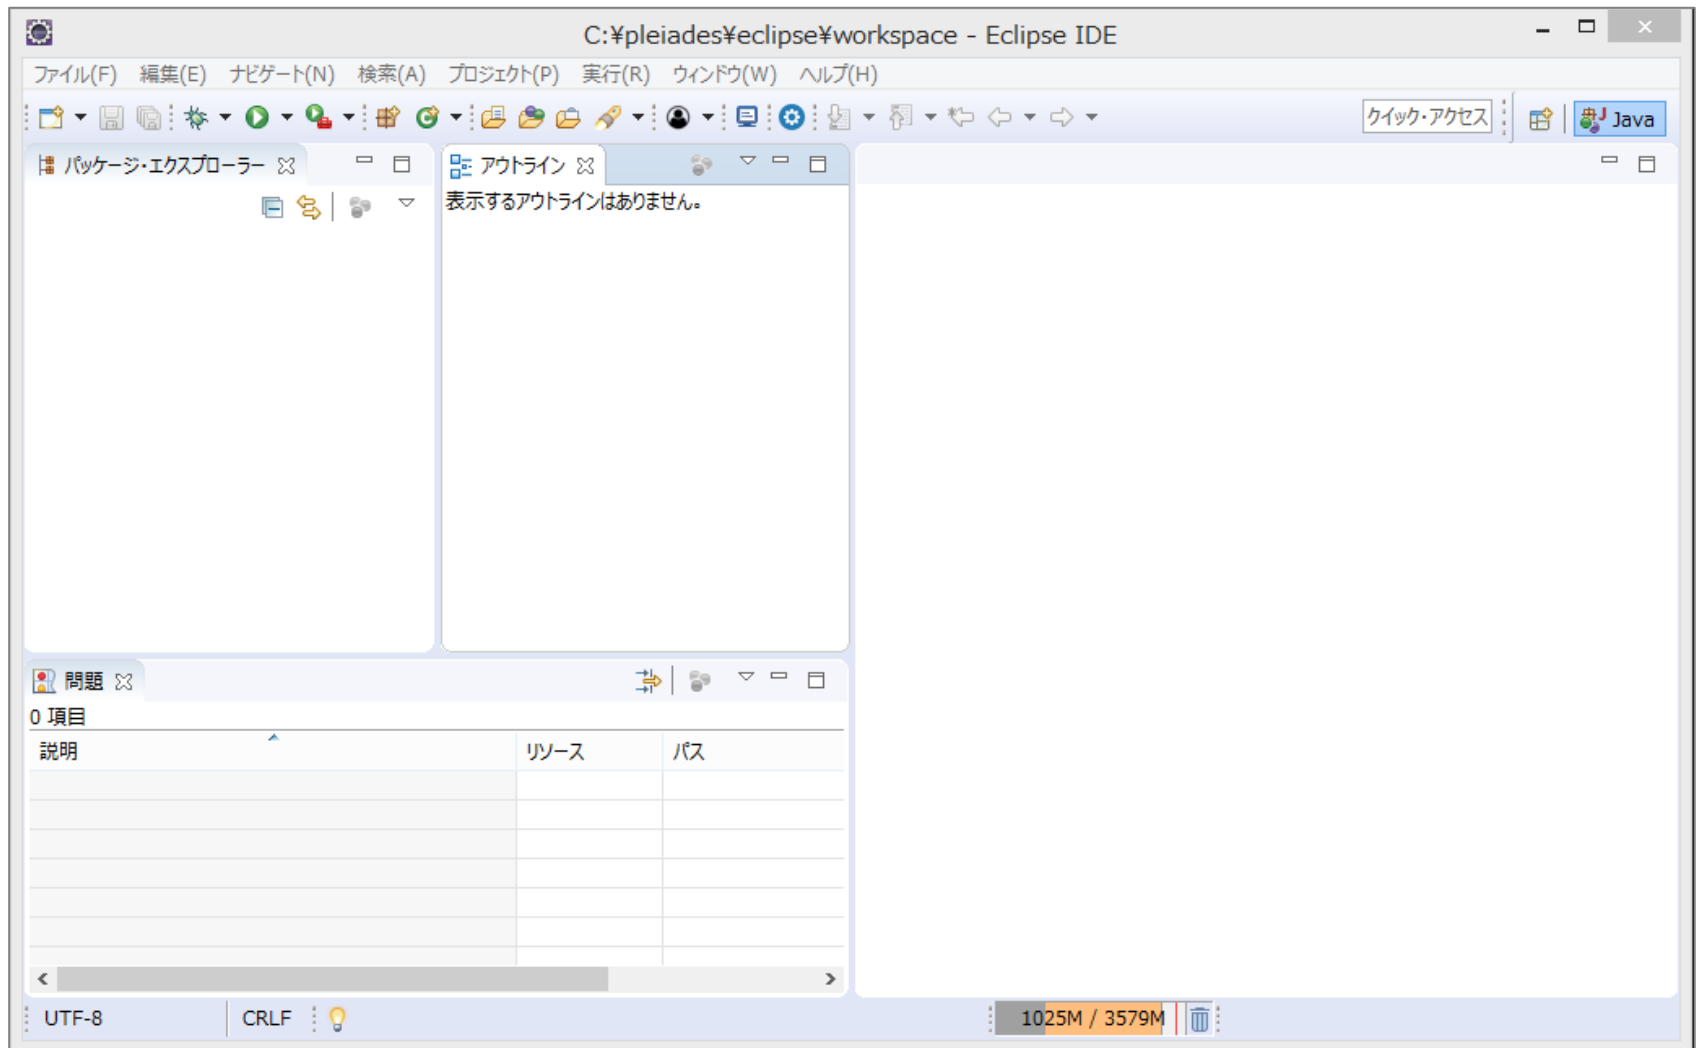 C:¥pleiades¥eclipse¥workspace - Eclipse IDE
ファイル(F) 編集(E) ナビゲート(N) 検索(A) プロジェクト(P) 実行(R) ウィンドウ(W) ヘルプ(H)
クイック・アクセス
Java
パッケージ・エクスプローラー
アウトライン
表示するアウトラインはありません。
問題
0 項目
説明 リソース パス
UTF-8 CRLF 1025M / 3579M